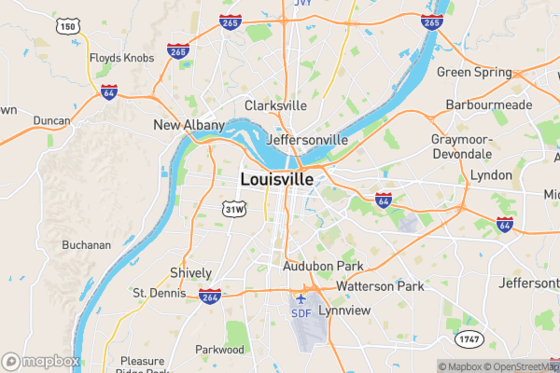 JVY
150
265
265
Floyds Knobs
265
64
Green Spring
own
Clarksville
Barbourmeade
Duncan
New Albany
Jeffersonville
Graymoor-
Devondale
Louisville
Lyndon
64
Mi
31W
64
Buchanan
Shively
Audubon Park
Jefferson
St. Dennis
264
Watterson Park
SDF
Lynnview
1747
Parkwood
Pleasure
Ridge Park
mapbox
© Mapbox © OpenStreetMap